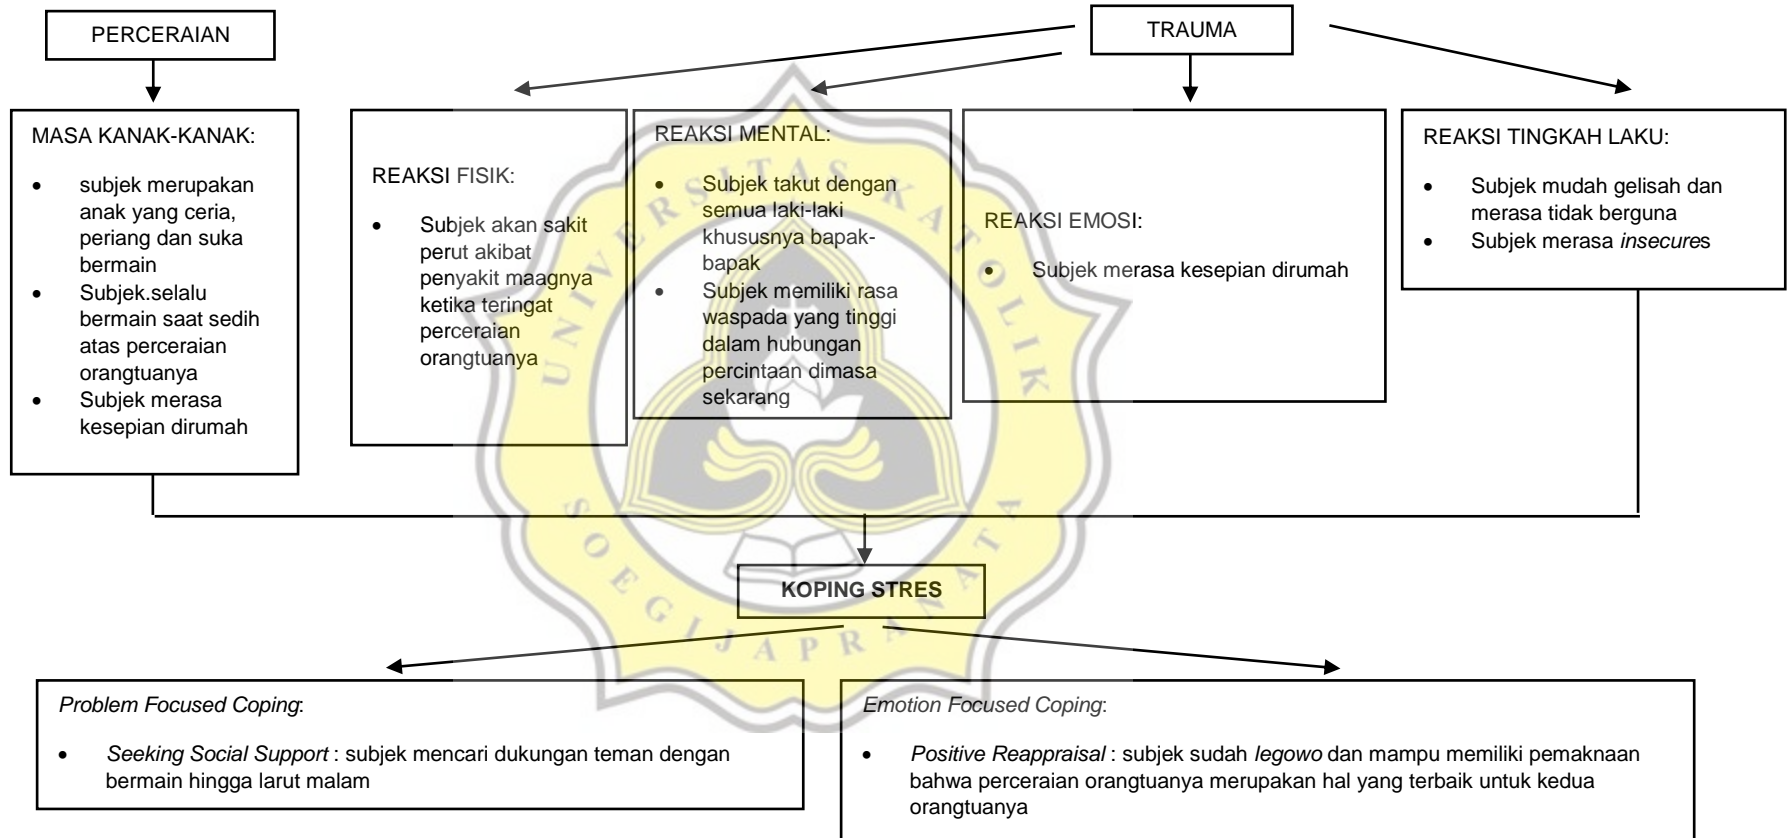 PERCERAIAN
TRAUMA
MASA KANAK-KANAK:
• subjek merupakan
anak yang ceria,
periang dan suka
bermain
• Subjek.selalu
bermain saat sedih
atas perceraian
orangtuanya
• Subjek merasa
kesepian dirumah
REAKSI FISIK:
• Subjek akan sakit
perut akibat
penyakit maagnya
ketika teringat
perceraian
orangtuanya
REAKSI MENTAL:
• Subjek takut dengan
semua laki-laki
khususnya bapak-
bapak
• Subjek memiliki rasa
waspada yang tinggi
dalam hubungan
percintaan dimasa
sekarang
REAKSI EMOSI:
• Subjek merasa kesepian dirumah
REAKSI TINGKAH LAKU:
• Subjek mudah gelisah dan
merasa tidak berguna
• Subjek merasa insecures
UNIVERSITAS KATOLIK
SOEGIJAPRANATA
KOPING STRES
Problem Focused Coping:
• Seeking Social Support : subjek mencari dukungan teman dengan
bermain hingga larut malam
Emotion Focused Coping:
• Positive Reappraisal : subjek sudah legowo dan mampu memiliki pemaknaan
bahwa perceraian orangtuanya merupakan hal yang terbaik untuk kedua
orangtuanya